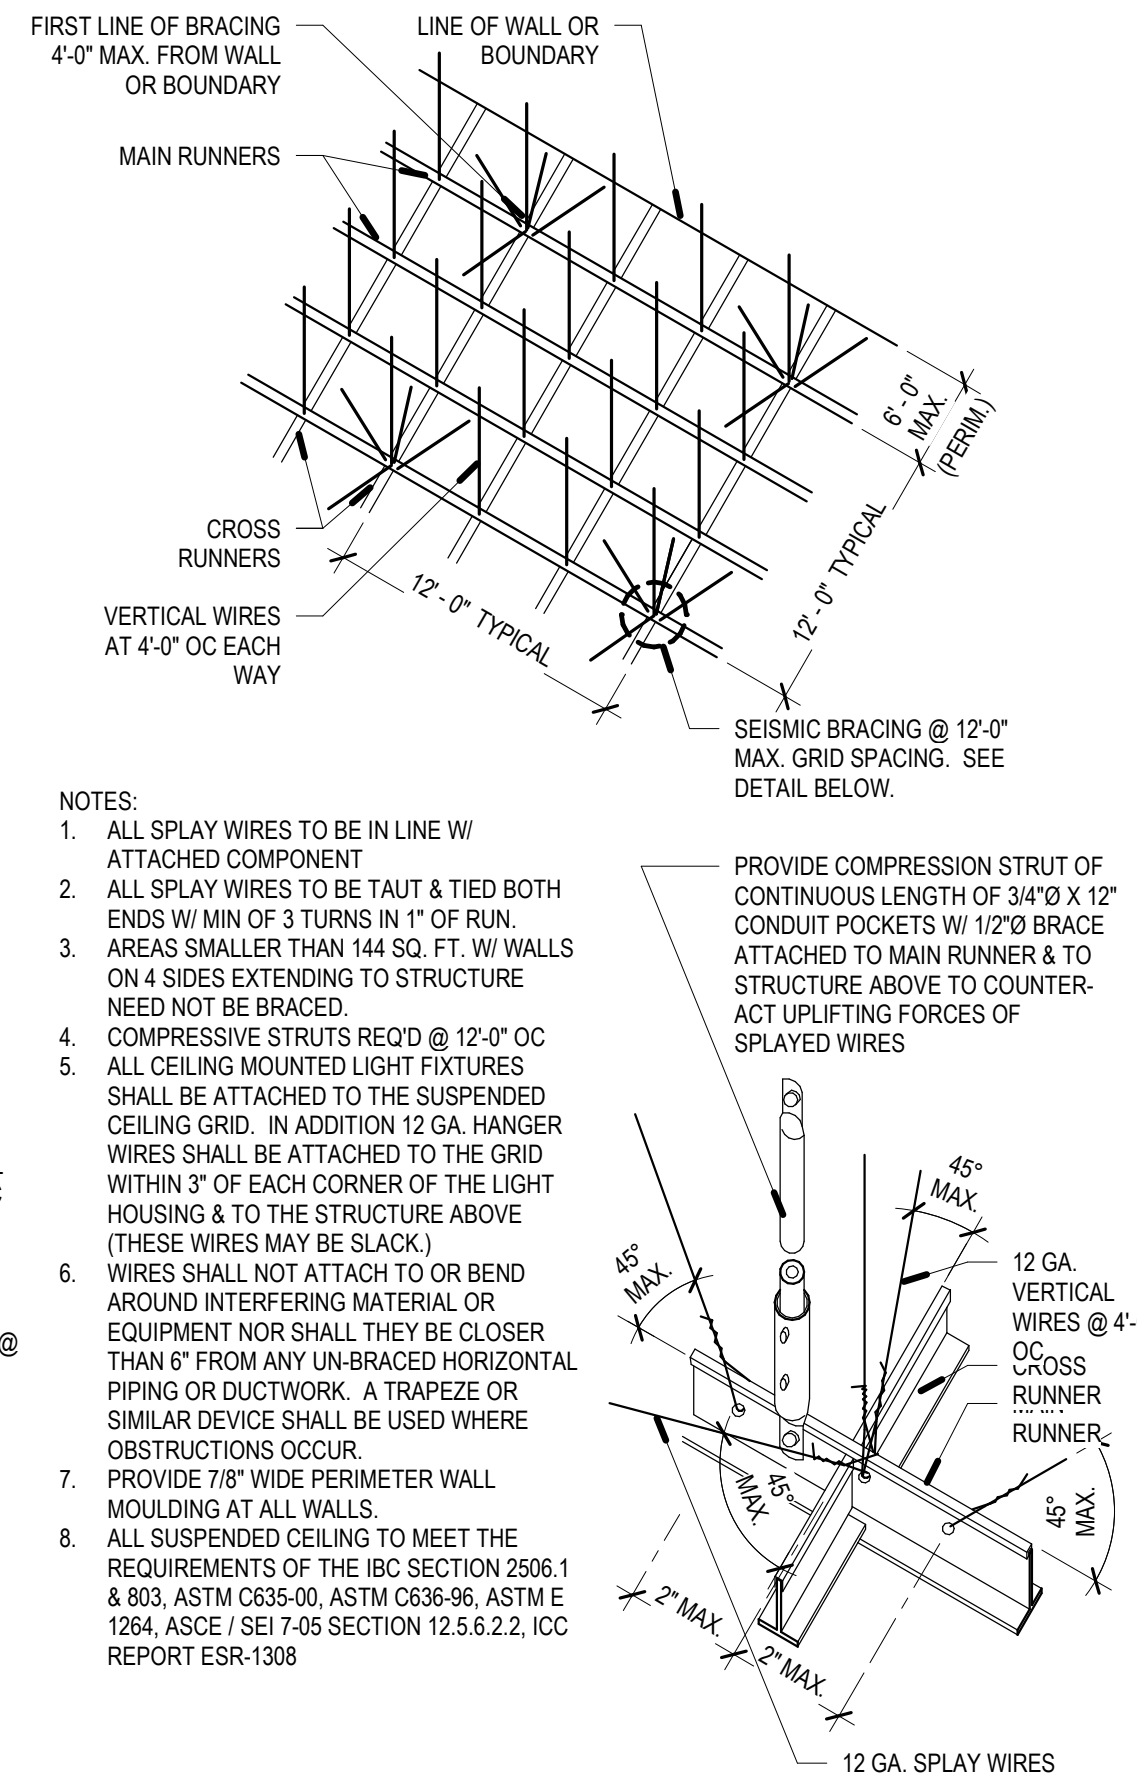 FIRST LINE OF BRACING
4'-0" MAX. FROM WALL
OR BOUNDARY
LINE OF WALL OR
BOUNDARY
MAIN RUNNERS
6' - 0"
MAX.
(PERIM.)
CROSS
RUNNERS
12' - 0" TYPICAL
12' - 0" TYPICAL
VERTICAL WIRES
AT 4'-0" OC EACH
WAY
SEISMIC BRACING @ 12'-0"
MAX. GRID SPACING. SEE
DETAIL BELOW.
NOTES:
1. ALL SPLAY WIRES TO BE IN LINE W/
ATTACHED COMPONENT
2. ALL SPLAY WIRES TO BE TAUT & TIED BOTH
ENDS W/ MIN OF 3 TURNS IN 1" OF RUN.
3. AREAS SMALLER THAN 144 SQ. FT. W/ WALLS
ON 4 SIDES EXTENDING TO STRUCTURE
NEED NOT BE BRACED.
4. COMPRESSIVE STRUTS REQ'D @ 12'-0" OC
5. ALL CEILING MOUNTED LIGHT FIXTURES
SHALL BE ATTACHED TO THE SUSPENDED
CEILING GRID. IN ADDITION 12 GA. HANGER
WIRES SHALL BE ATTACHED TO THE GRID
WITHIN 3" OF EACH CORNER OF THE LIGHT
HOUSING & TO THE STRUCTURE ABOVE
(THESE WIRES MAY BE SLACK.)
6. WIRES SHALL NOT ATTACH TO OR BEND
AROUND INTERFERING MATERIAL OR
EQUIPMENT NOR SHALL THEY BE CLOSER
THAN 6" FROM ANY UN-BRACED HORIZONTAL
PIPING OR DUCTWORK. A TRAPEZE OR
SIMILAR DEVICE SHALL BE USED WHERE
OBSTRUCTIONS OCCUR.
7. PROVIDE 7/8" WIDE PERIMETER WALL
MOULDING AT ALL WALLS.
8. ALL SUSPENDED CEILING TO MEET THE
REQUIREMENTS OF THE IBC SECTION 2506.1
& 803, ASTM C635-00, ASTM C636-96, ASTM E
1264, ASCE / SEI 7-05 SECTION 12.5.6.2.2, ICC
REPORT ESR-1308
@
PROVIDE COMPRESSION STRUT OF
CONTINUOUS LENGTH OF 3/4"Ø X 12"
CONDUIT POCKETS W/ 1/2"Ø BRACE
ATTACHED TO MAIN RUNNER & TO
STRUCTURE ABOVE TO COUNTER-
ACT UPLIFTING FORCES OF
SPLAYED WIRES
45°
MAX.
45°
MAX.
12 GA.
VERTICAL
WIRES @ 4'-
OC
CROSS
RUNNER
RUNNER
45°
MAX.
45°
MAX.
2" MAX.
2" MAX.
12 GA. SPLAY WIRES